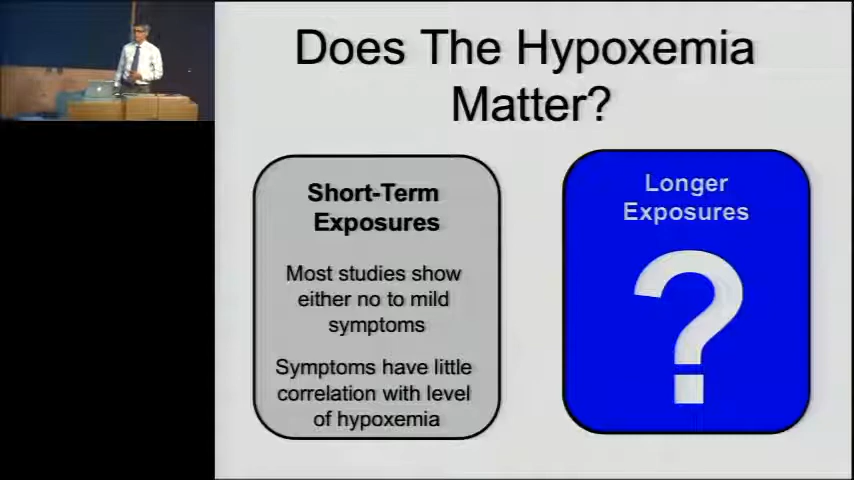 Does The Hypoxemia
Matter?
Short-Term
Exposures
Most studies show
either no to mild
symptoms
Symptoms have little
correlation with level
of hypoxemia
Longer
Exposures
?